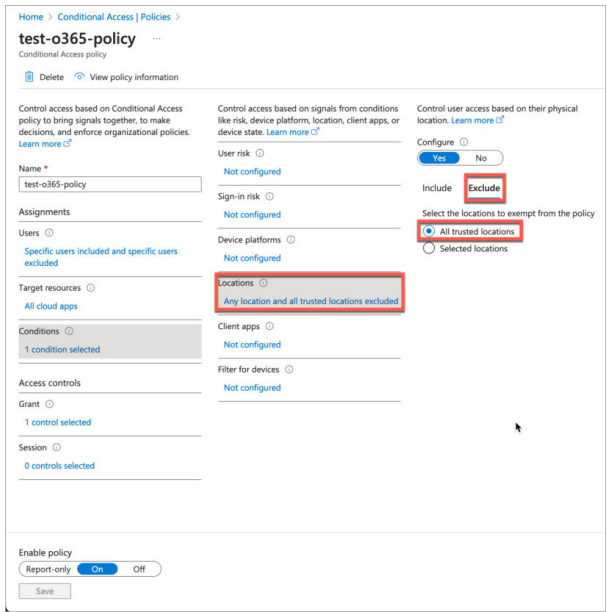 Home > Conditional Access | Policies >
test-o365-policy ...
Conditional Access policy
Delete View policy information
Control access based on Conditional Access
policy to bring signals together, to make
decisions, and enforce organizational policies.
Learn more
Name *
test-o365-policy
Assignments
Users
Specific users included and specific users
excluded
Target resources
All cloud apps
Conditions
1 condition selected
Access controls
Grant
1 control selected
Session
0 controls selected
Control access based on signals from conditions
like risk, device platform, location, client apps, or
device state. Learn more
User risk
Not configured
Sign-in risk
Not configured
Device platforms
Not configured
Locations
Any location and all trusted locations excluded
Client apps
Not configured
Filter for devices
Not configured
Control user access based on their physical
location. Learn more
Configure
Yes No
Include Exclude
Select the locations to exempt from the policy
All trusted locations
Selected locations
Enable policy
Report-only On Off
Save